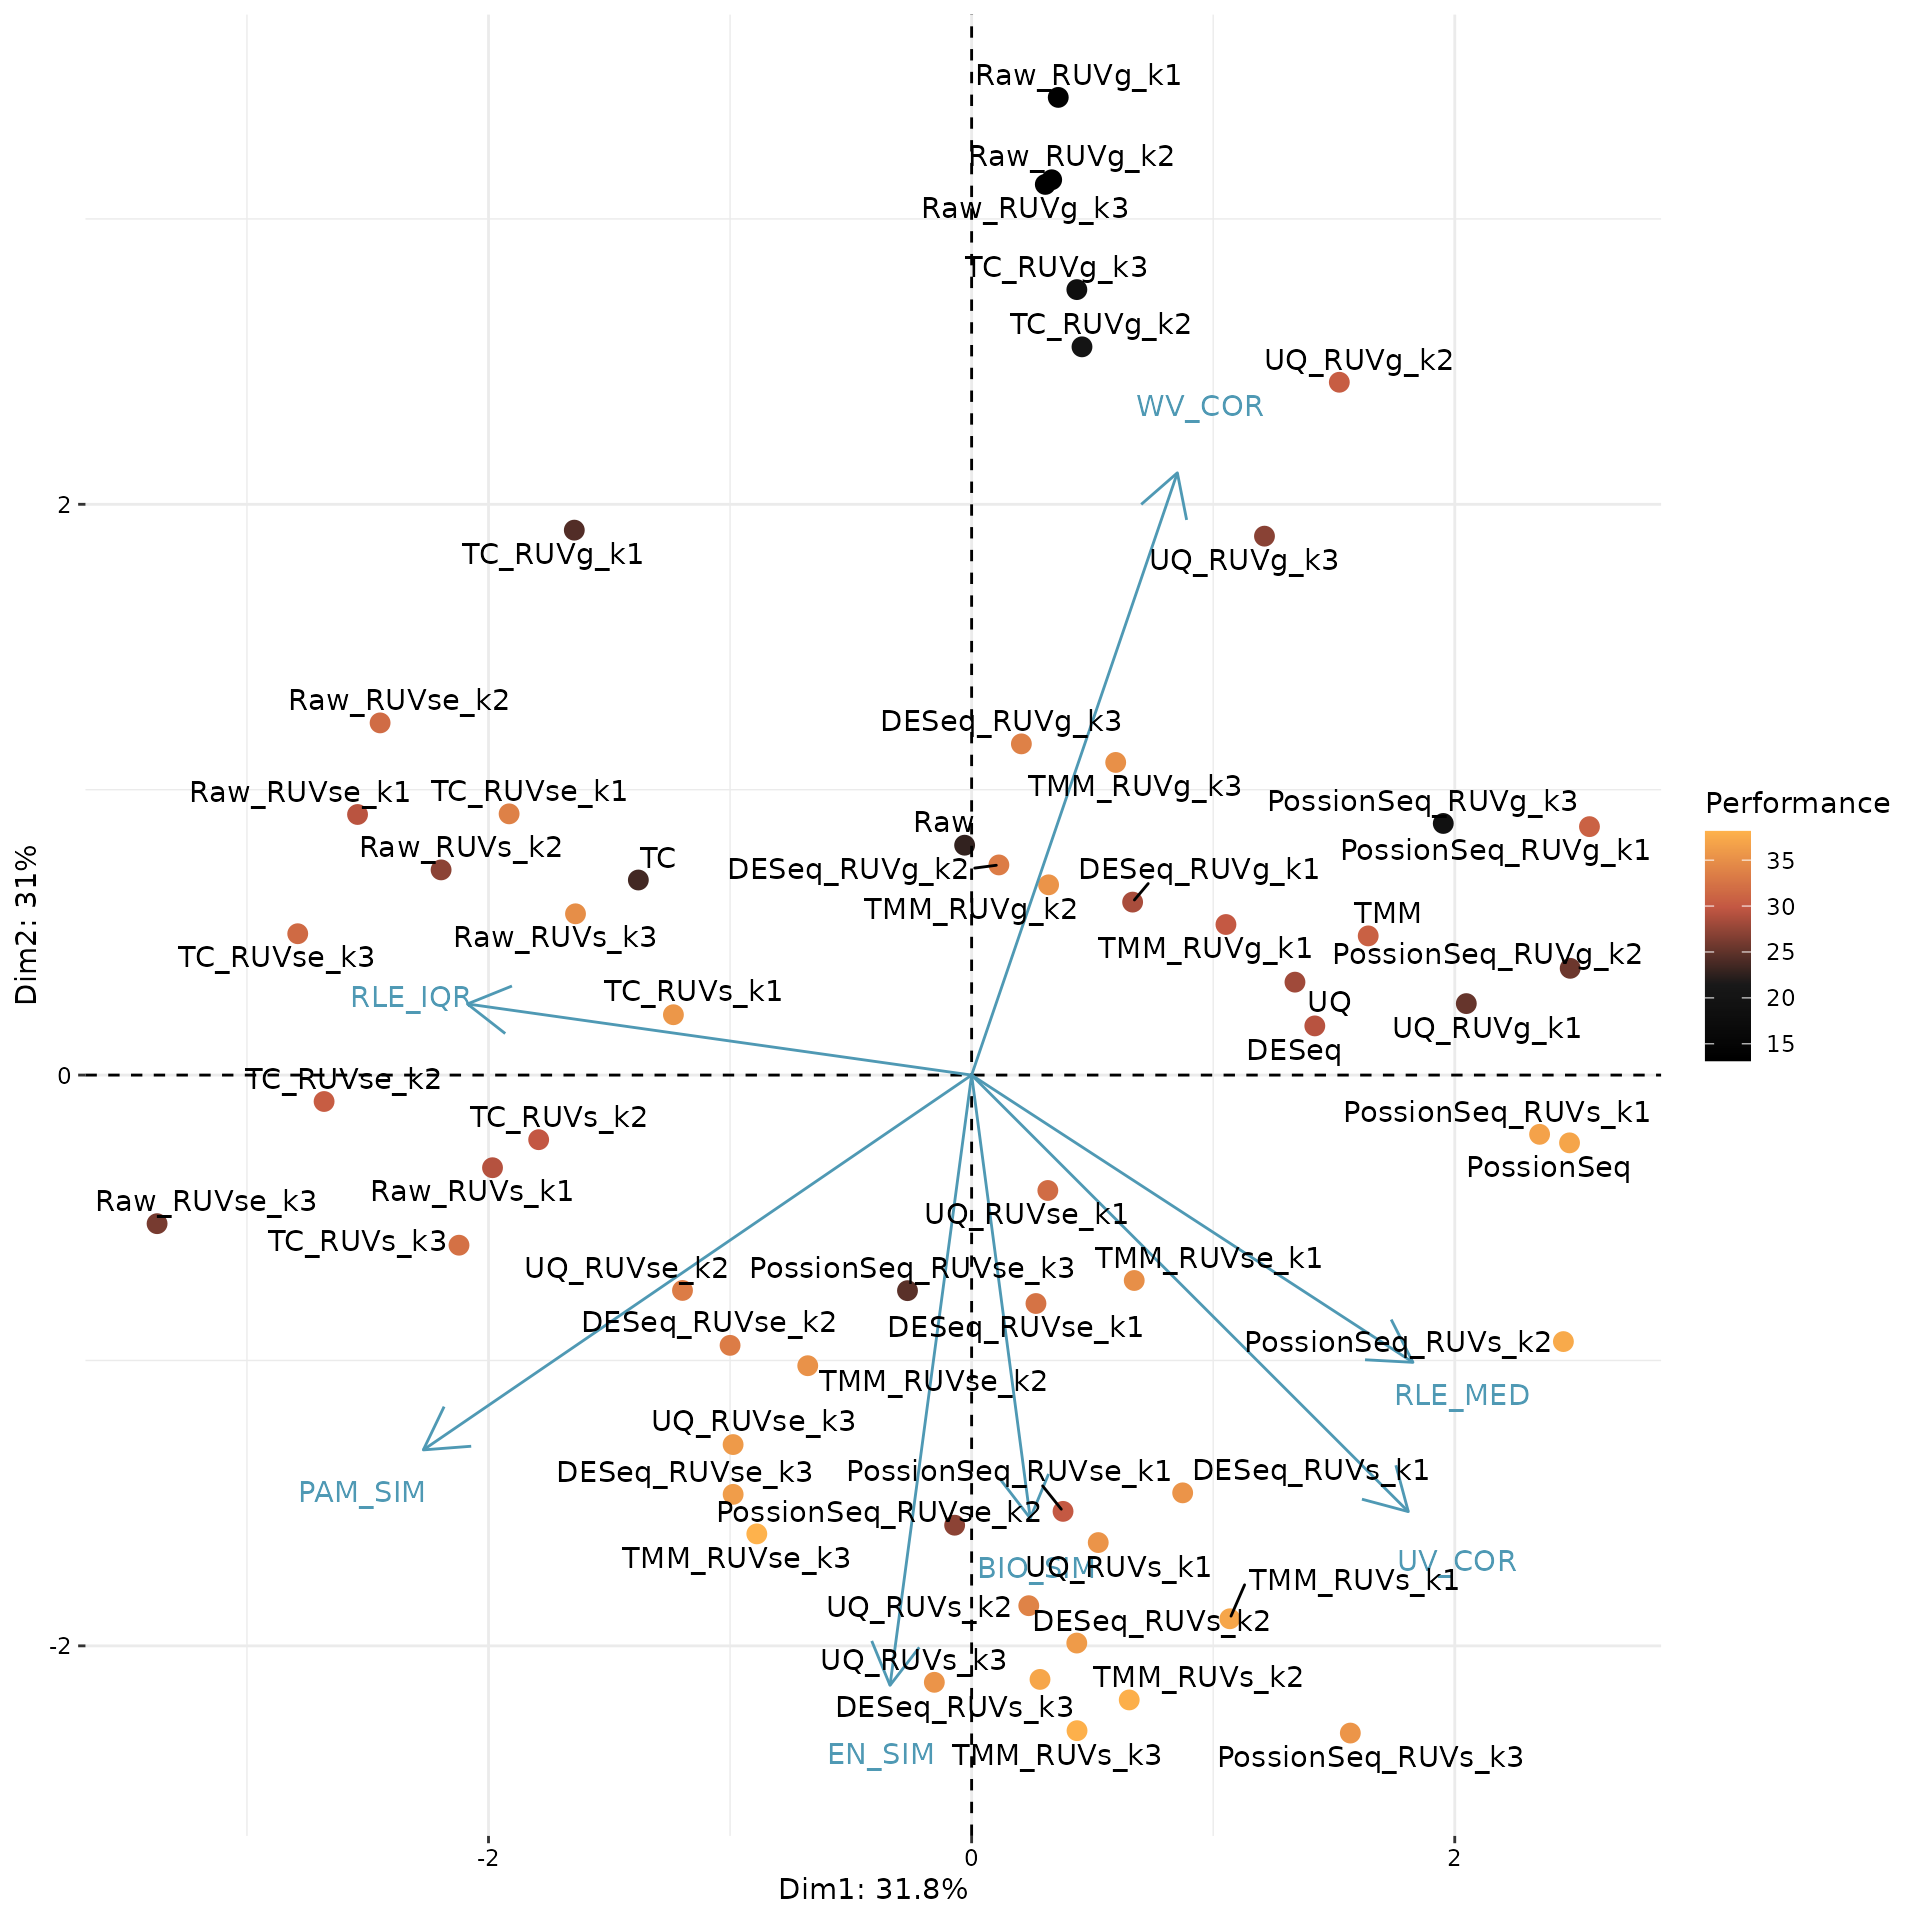 Raw_RUVg_k1
Raw_RUVg_k2
Raw_RUVg_k3
TC_RUVg_k3
TC_RUVg_k2
UQ_RUVg_k2
WV_COR
2
TC_RUVg_k1
UQ_RUVg_k3
Raw_RUVse_k2
DESeq_RUVg_k3
TMM_RUVg_k3
Raw_RUVse_k1
TC_RUVse_k1
PossionSeq_RUVg_k3
Performance
Raw
Raw_RUVs_k2
TC
PossionSeq_RUVg_k1
35
DESeq_RUVg_k2
DESeq_RUVg_k1
TMM_RUVg_k2
TMM
30
Raw_RUVs_k3
TMM_RUVg_k1
PossionSeq_RUVg_k2
25
TC_RUVse_k3
RLE_IQR
TC_RUVs_k1
UQ
20
UQ_RUVg_k1
DESeq
15
Dim2: 31%
0
TC_RUVse_k2
TC_RUVs_k2
PossionSeq_RUVs_k1
PossionSeq
Raw_RUVs_k1
Raw_RUVse_k3
UQ_RUVse_k1
TC_RUVs_k3
TMM_RUVse_k1
UQ_RUVse_k2
PossionSeq_RUVse_k3
DESeq_RUVse_k2
DESeq_RUVse_k1
PossionSeq_RUVs_k2
TMM_RUVse_k2
RLE_MED
UQ_RUVse_k3
DESeq_RUVse_k3
PossionSeq_RUVse_k1
DESeq_RUVs_k1
PAM_SIM
PossionSeq_RUVse_k2
TMM_RUVse_k3
BIO_SIM
UQ_RUVs_k1
UV_COR
TMM_RUVs_k1
UQ_RUVs_k2
DESeq_RUVs_k2
-2
UQ_RUVs_k3
TMM_RUVs_k2
DESeq_RUVs_k3
EN_SIM
TMM_RUVs_k3
PossionSeq_RUVs_k3
-2
0
2
Dim1: 31.8%